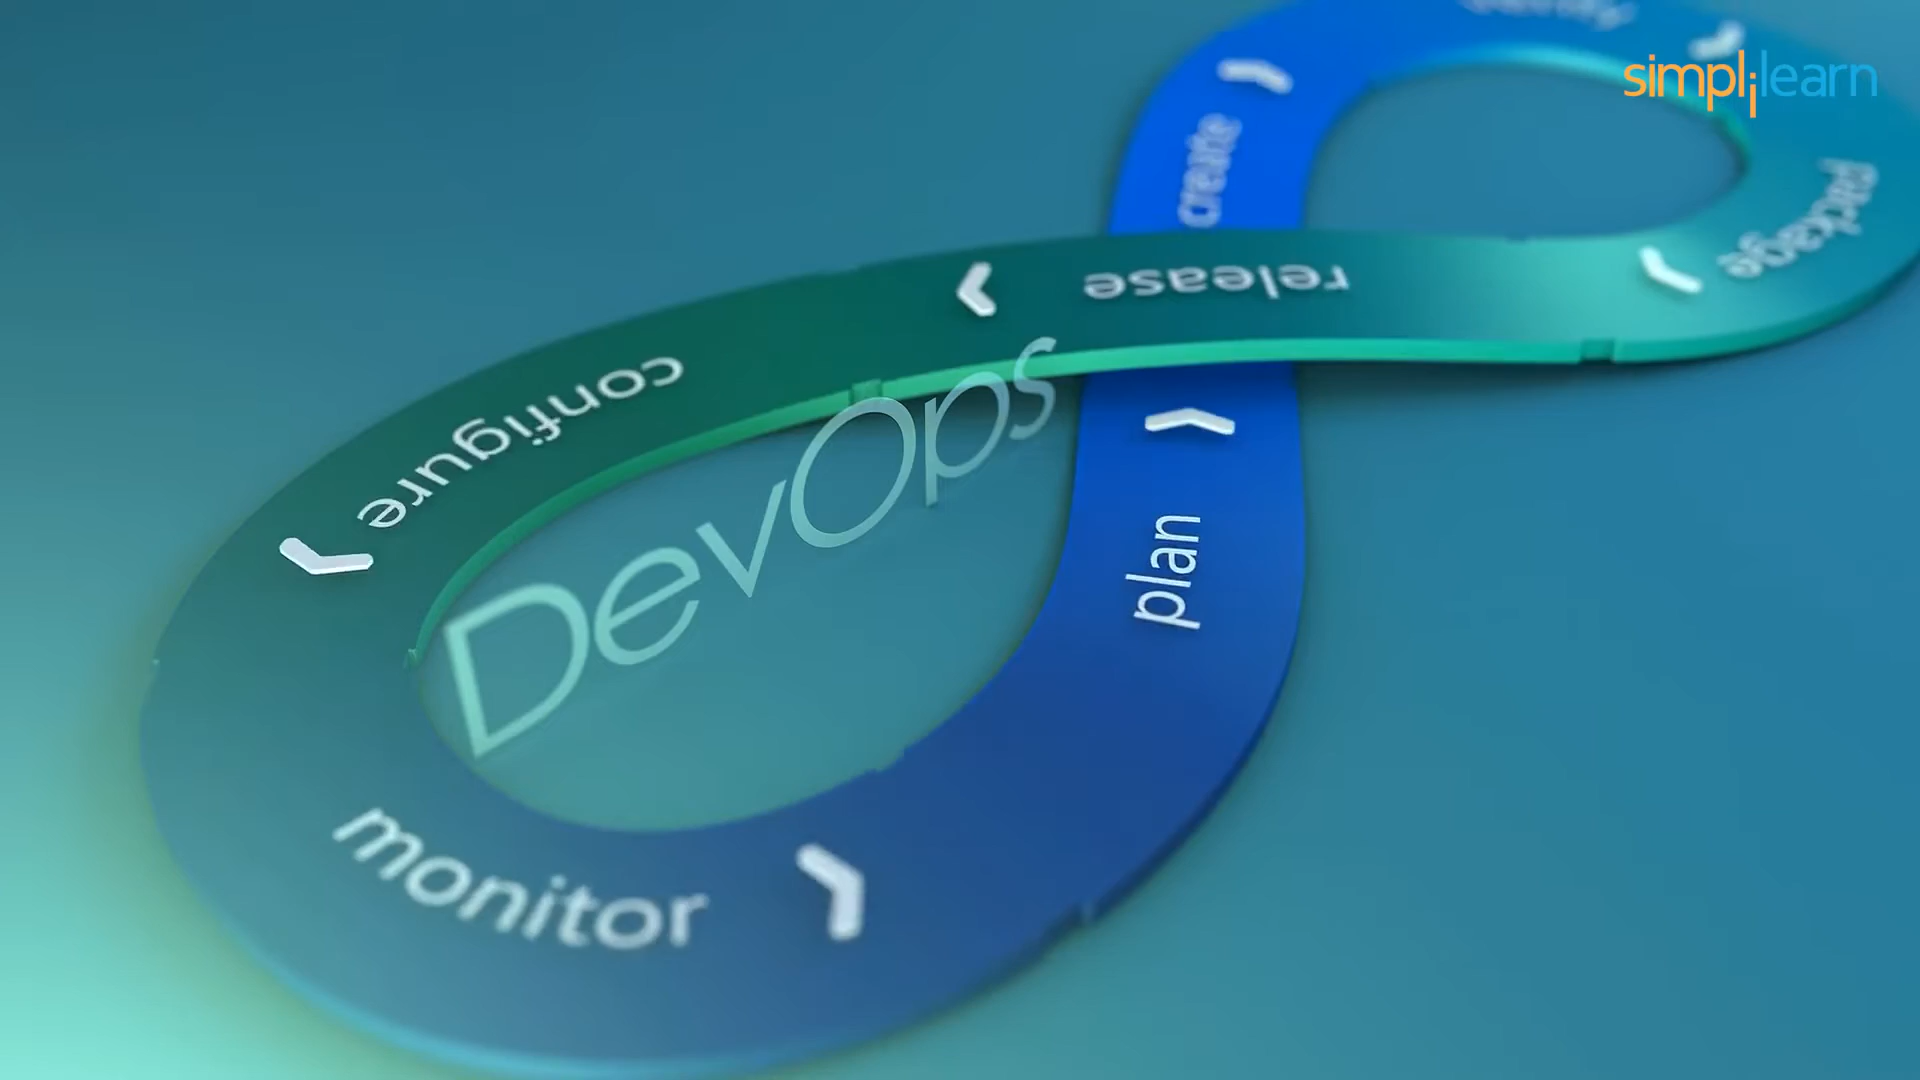 simplilearn
create
package
release
configure
DevOps
plan
monitor